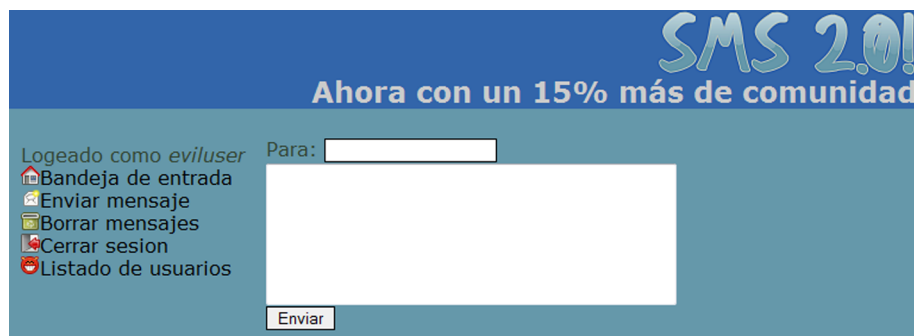 SMS 2.0!
Ahora con un 15% más de comunidad
Logeado como eviluser
Bandeja de entrada
Enviar mensaje
Borrar mensajes
Cerrar sesion
Listado de usuarios
Para:
Enviar